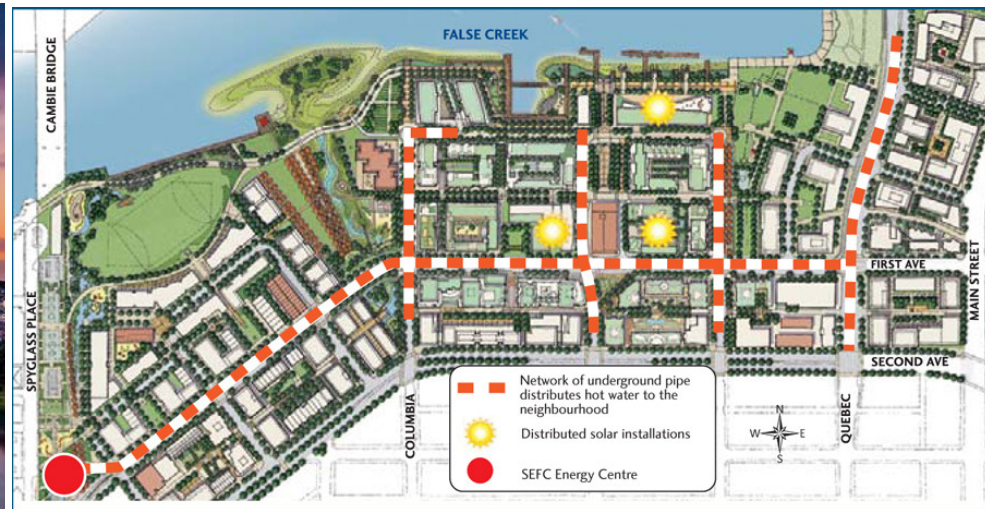 FALSE CREEK
CAMBIE BRIDGE
SPYGLASS PLACE
FIRST AVE
MAIN STREET
SECOND AVE
COLUMBIA
QUEBEC
Network of underground pipe
distributes hot water to the
neighbourhood
Distributed solar installations
SEFC Energy Centre
N
W E
S